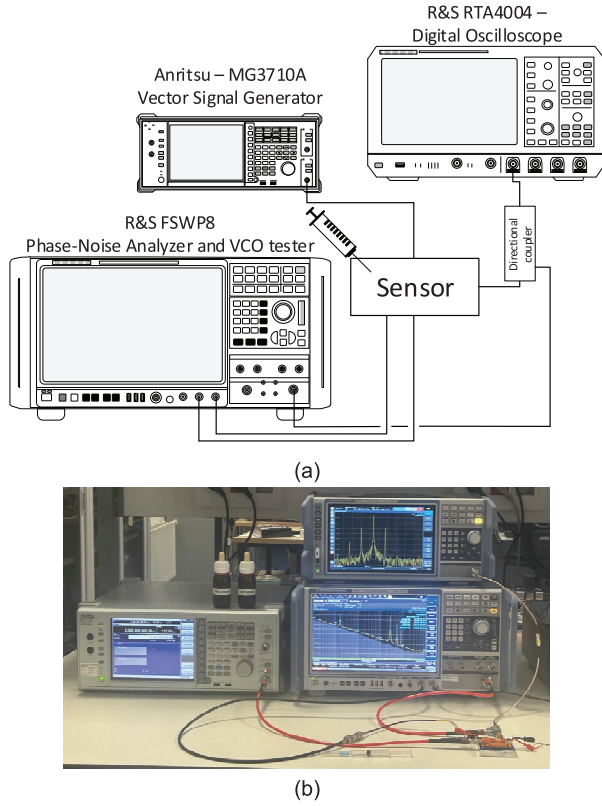 R&S RTA4004 –
Digital Oscilloscope
Anritsu – MG3710A
Vector Signal Generator
R&S FSWP8
Phase-Noise Analyzer and VCO tester
Directional
coupler
Sensor
(a)
(b)